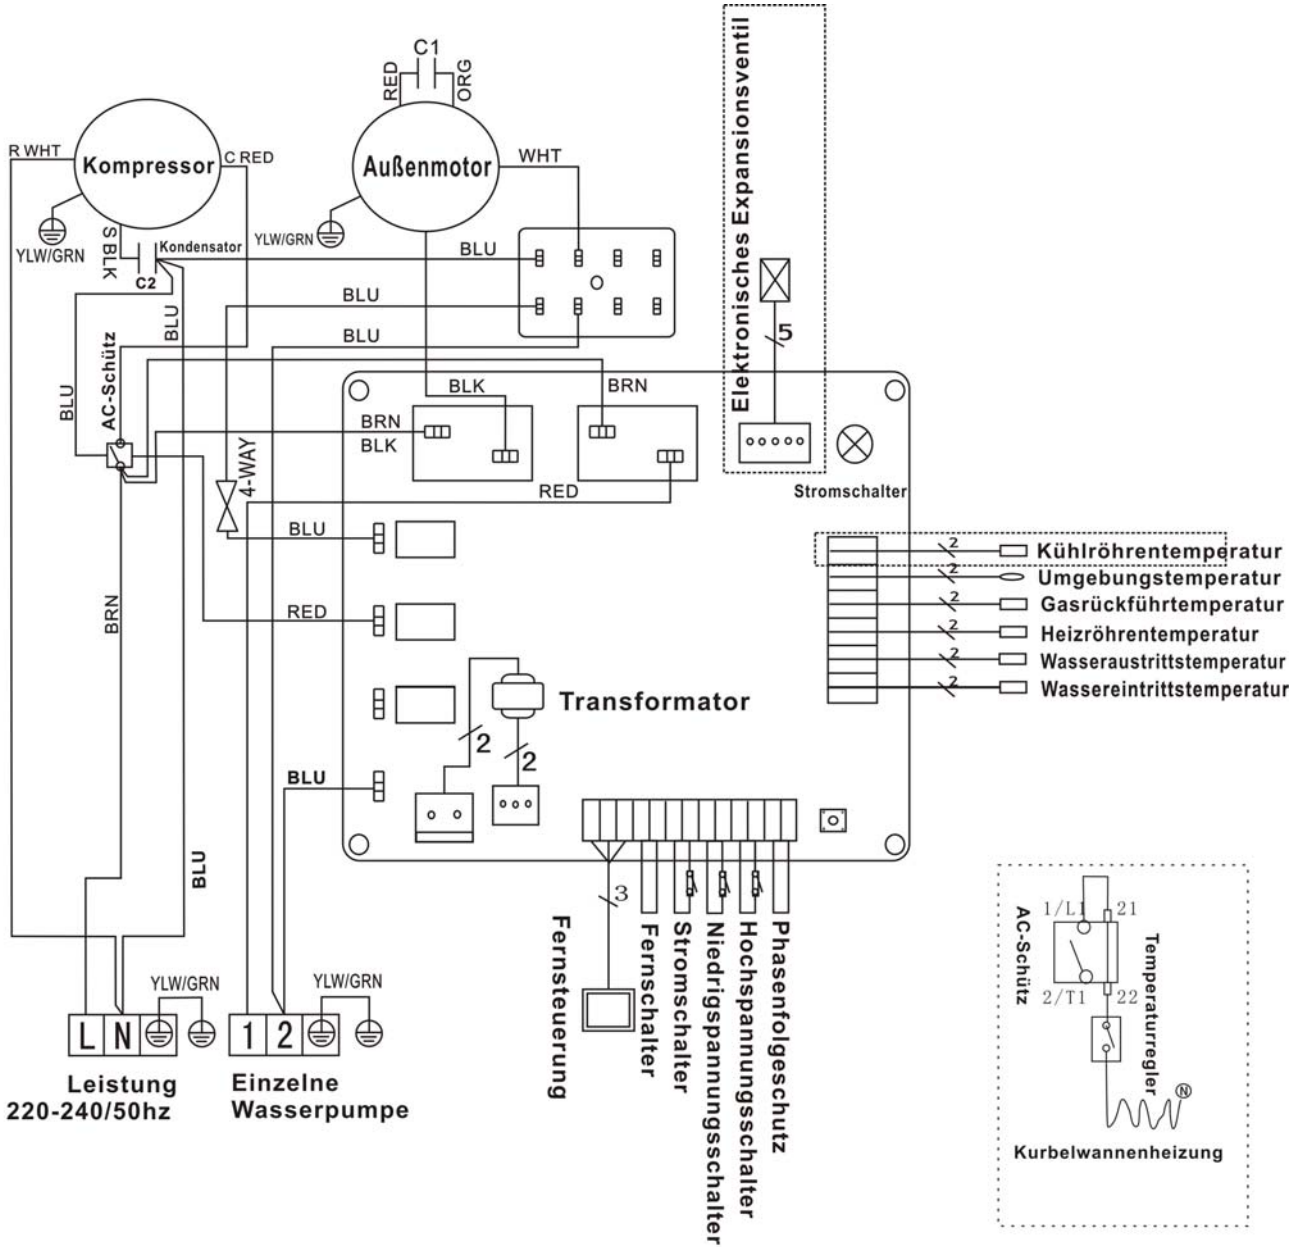 C1
RED
ORG
Elektronisches Expansionsventil
R WHT
Kompressor
C RED
Außenmotor
WHT
YLW/GRN
S BLK
Kondensator
C2
YLW/GRN
BLU
BLU
BLU
BLU
5
AC-Schütz
BLU
BLK
BRN
BRN
BLK
4-WAY
RED
Stromschalter
BLU
2
Kühlröhrentemperatur
2
Umgebungstemperatur
2
Gasrückführtemperatur
BRN
RED
2
Heizröhrentemperatur
2
Wasseraustrittstemperatur
2
Wassereintrittstemperatur
Transformator
2
2
BLU
BLU
3
Fernsteuerung
Fernschalter
Stromschalter
Niedrigspannungsschalter
Hochspannungsschalter
Phasenfolgeschutz
YLW/GRN
YLW/GRN
L N
1 2
Leistung
220-240/50hz
Einzelne
Wasserpumpe
AC-Schütz
1/L1
21
2/T1
22
Temperaturregler
N
Kurbelwannenheizung